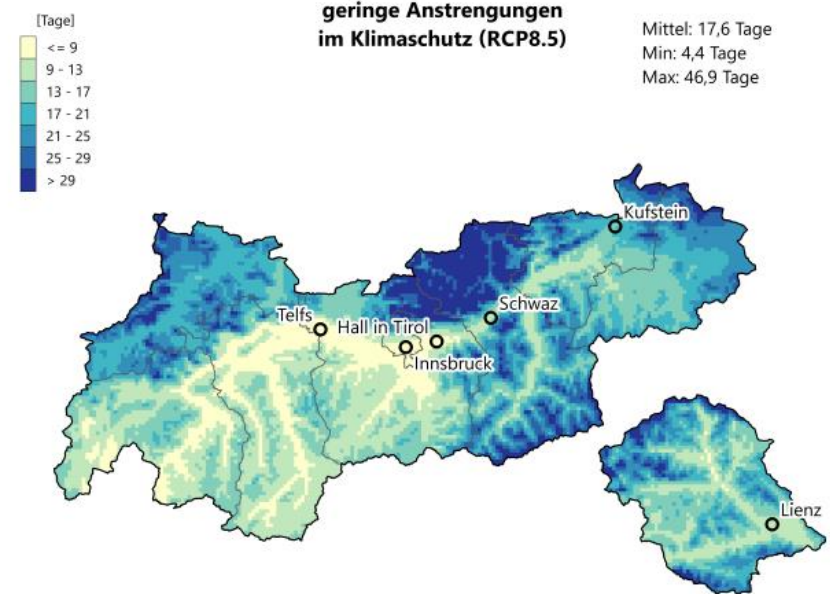 geringe Anstrengungen
im Klimaschutz (RCP8.5)
Mittel: 17,6 Tage
Min: 4,4 Tage
Max: 46,9 Tage
[Tage]
<= 9
9 - 13
13 - 17
17 - 21
21 - 25
25 - 29
> 29
Kufstein
Schwaz
Telfs
Hall in Tirol
Innsbruck
Lienz